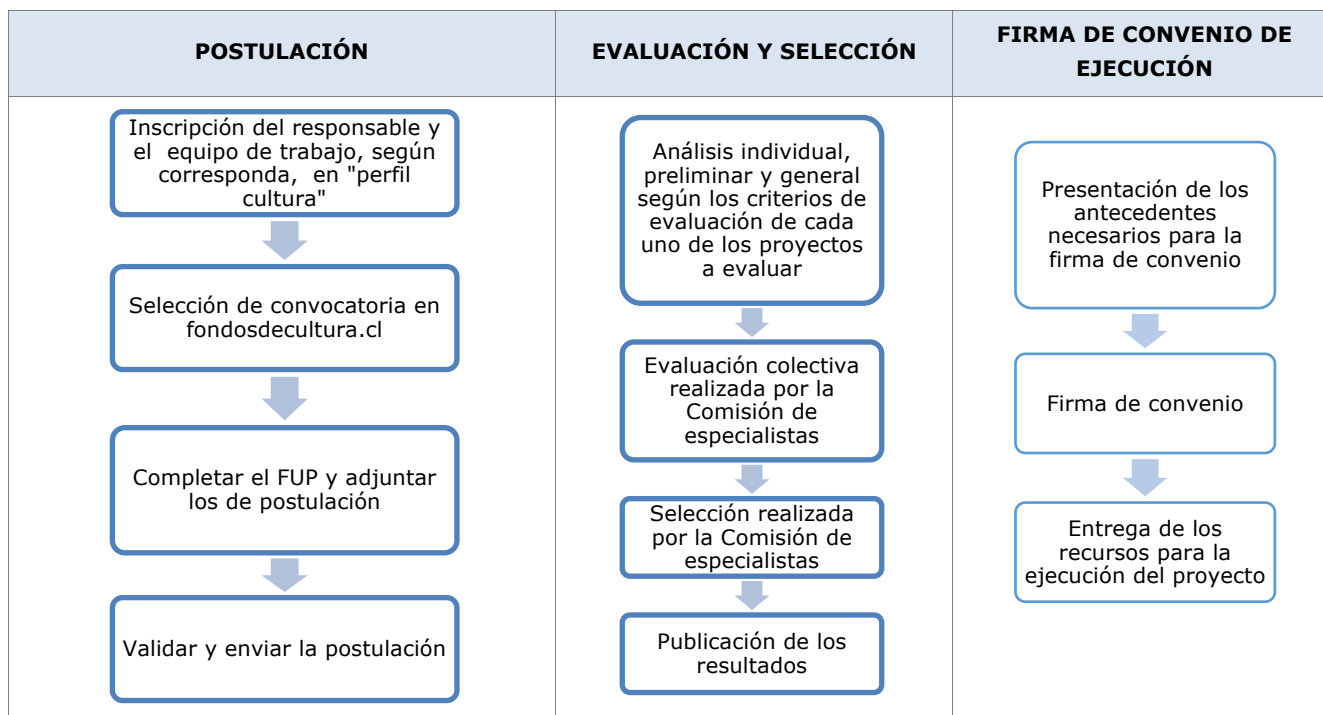 POSTULACIÓN
Inscripción del responsable y
el equipo de trabajo, según
corresponda, en "perfil
cultura"
Selección de convocatoria en
fondosdecultura.cl
Completar el FUP y adjuntar
los de postulación
Validar y enviar la postulación
EVALUACIÓN Y SELECCIÓN
Análisis individual,
preliminar y general
según los criterios de
evaluación de cada
uno de los proyectos
a evaluar
Evaluación colectiva
realizada por la
Comisión de
especialistas
Selección realizada
por la Comisión de
especialistas
Publicación de los
resultados
FIRMA DE CONVENIO DE
EJECUCIÓN
Presentación de los
antecedentes
necesarios para la
firma de convenio
Firma de convenio
Entrega de los
recursos para la
ejecución del proyecto